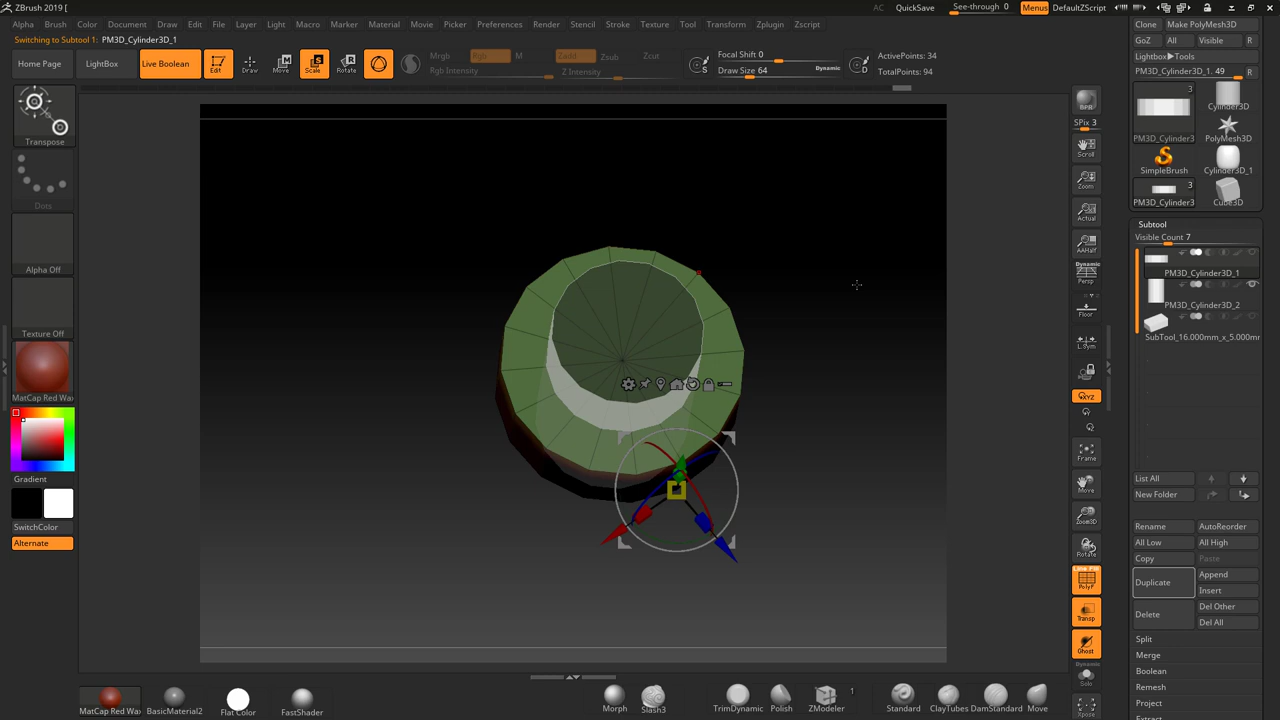 ZBrush 2019 [
AC QuickSave See-through 0 Menus DefaultZScript
Alpha Brush Color Document Draw Edit File Layer Light Macro Marker Material Movie Picker Preferences Render Stencil Stroke Texture Tool Transform Zplugin Zscript
Switching to Subtool 1: PM3D_Cylinder3D_1
Home Page LightBox Live Boolean Edit Draw Move Scale Rotate
Mrgb Rgb M Zadd Zsub Zcut
Rgb Intensity Z Intensity
Focal Shift 0
Draw Size 64 Dynamic
S D
ActivePoints: 34
TotalPoints: 94
Transpose
Dots
Alpha Off
Texture Off
MatCap Red Wax
Gradient
SwitchColor
Alternate
BPR
SPix 3
Scroll
Zoom
Actual
AAHalf
Dynamic
Persp
Floor
L.Sym
XYZ
Frame
Move
Zoom3D
Rotate
Line Fill
PolyF
Transp
Ghost
Dynamic
Solo
Xpose
Clone Make PolyMesh3D
GoZ All Visible R
Lightbox▶Tools
PM3D_Cylinder3D_1. 49 R
3
Cylinder3D
PM3D_Cylinder3 PolyMesh3D
SimpleBrush Cylinder3D_1
3
PM3D_Cylinder3 Cube3D
Subtool
Visible Count 7
PM3D_Cylinder3D_1
PM3D_Cylinder3D_2
SubTool_16.000mm_x_5.000mm
List All
New Folder
Rename AutoReorder
All Low All High
Copy Paste
Duplicate Append
Insert
Delete Del Other
Del All
Split
Merge
Boolean
Remesh
Project
Extract
MatCap Red Wax BasicMaterial2 Flat Color FastShader
Morph Slash3 TrimDynamic Polish ZModeler 1 Standard ClayTubes DamStandard Move